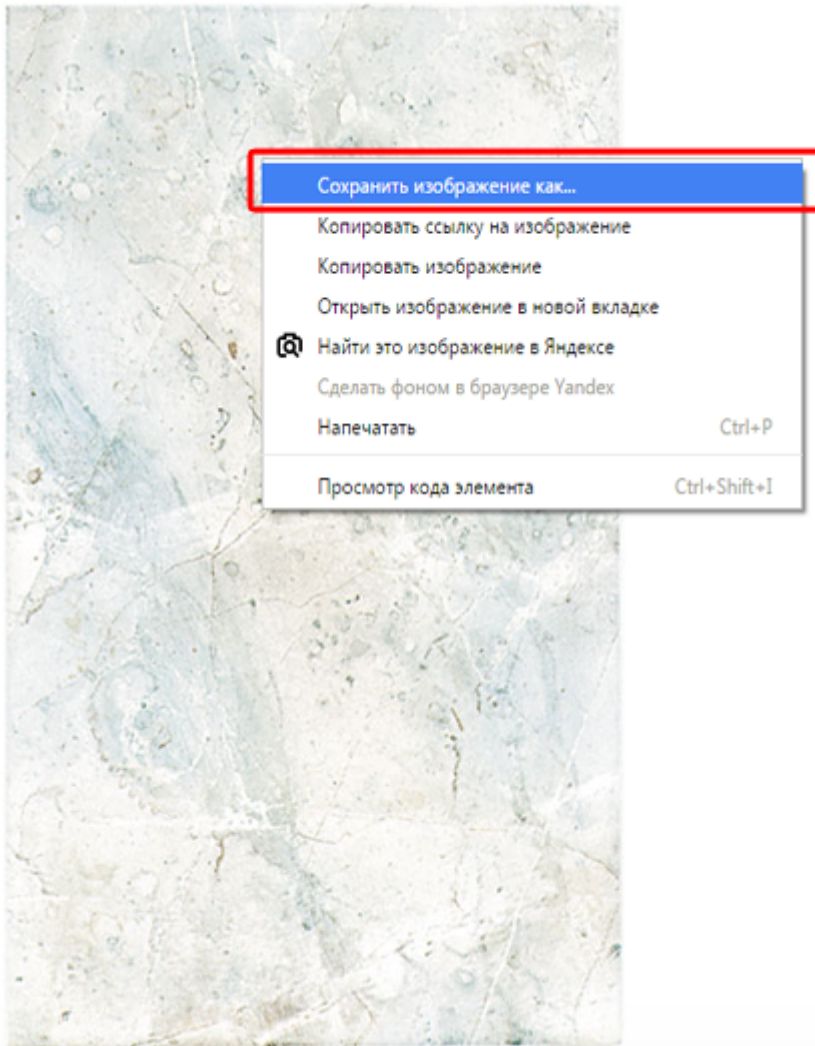 Сохранить изображение как...
Копировать ссылку на изображение
Копировать изображение
Открыть изображение в новой вкладке
Найти это изображение в Яндексе
Сделать фоном в браузере Yandex
Напечатать Ctrl+P
Просмотр кода элемента Ctrl+Shift+I